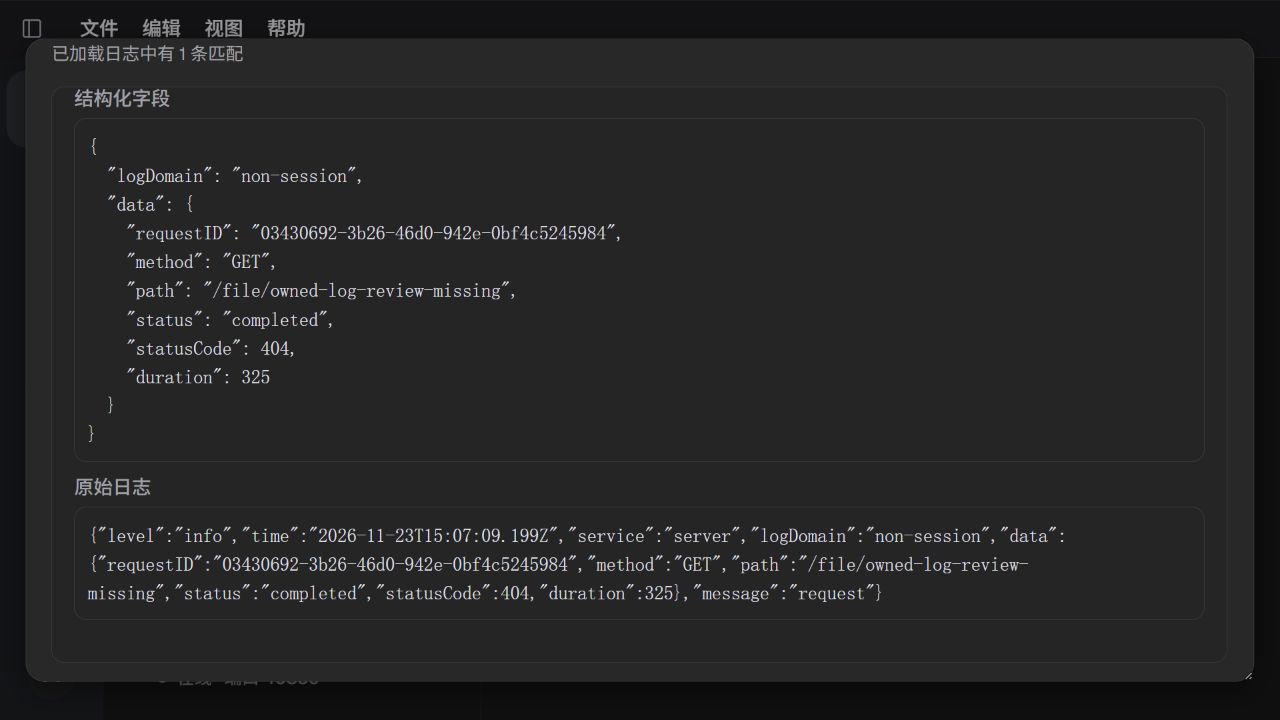 文件 编辑 视图 帮助
已加载日志中有 1 条匹配
结构化字段
{
"logDomain": "non-session",
"data": {
"requestID": "03430692-3b26-46d0-942e-0bf4c5245984",
"method": "GET",
"path": "/file/owned-log-review-missing",
"status": "completed",
"statusCode": 404,
"duration": 325
}
}
原始日志
{"level":"info","time":"2026-11-23T15:07:09.199Z","service":"server","logDomain":"non-session","data":
{"requestID":"03430692-3b26-46d0-942e-0bf4c5245984","method":"GET","path":"/file/owned-log-review-
missing","status":"completed","statusCode":404,"duration":325},"message":"request"}